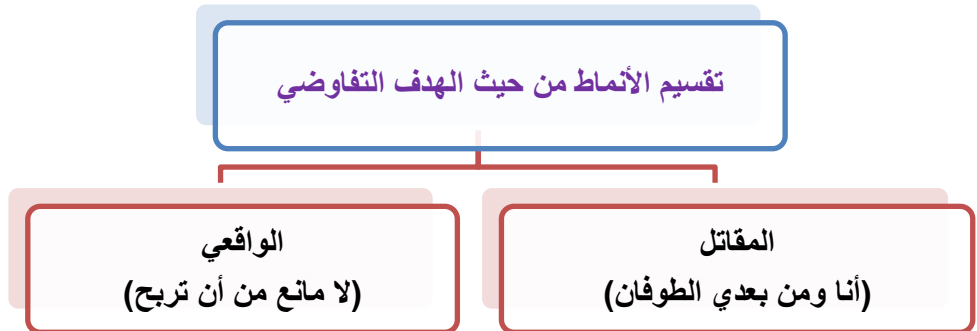 تقسيم الأنماط من حيث الهدف التفاوضي
المقاتل
(أنا ومن بعدي الطوفان)
الواقعي
(لا مانع من أن تربح)